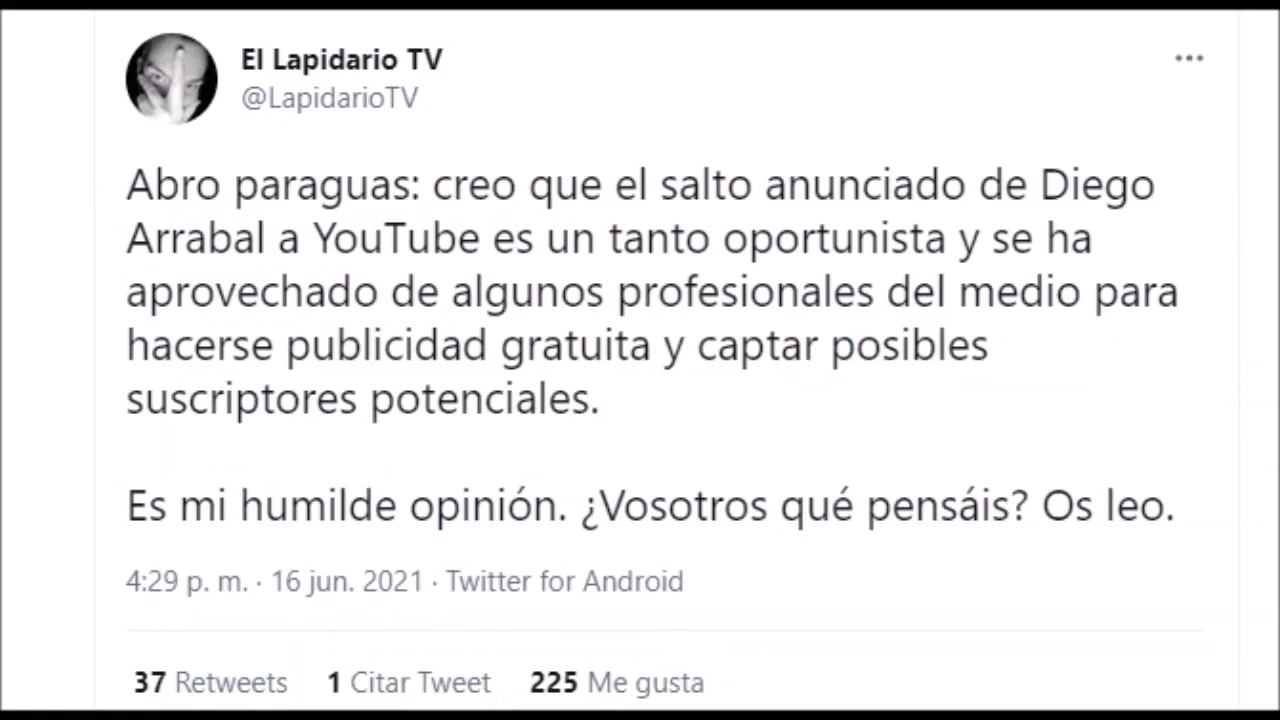 El Lapidario TV
@LapidarioTV
Abro paraguas: creo que el salto anunciado de Diego
Arrabal a YouTube es un tanto oportunista y se ha
aprovechado de algunos profesionales del medio para
hacerse publicidad gratuita y captar posibles
suscriptores potenciales.
Es mi humilde opinión. ¿Vosotros qué pensáis? Os leo.
4:29 p. m. · 16 jun. 2021 · Twitter for Android
37 Retweets 1 Citar Tweet 225 Me gusta